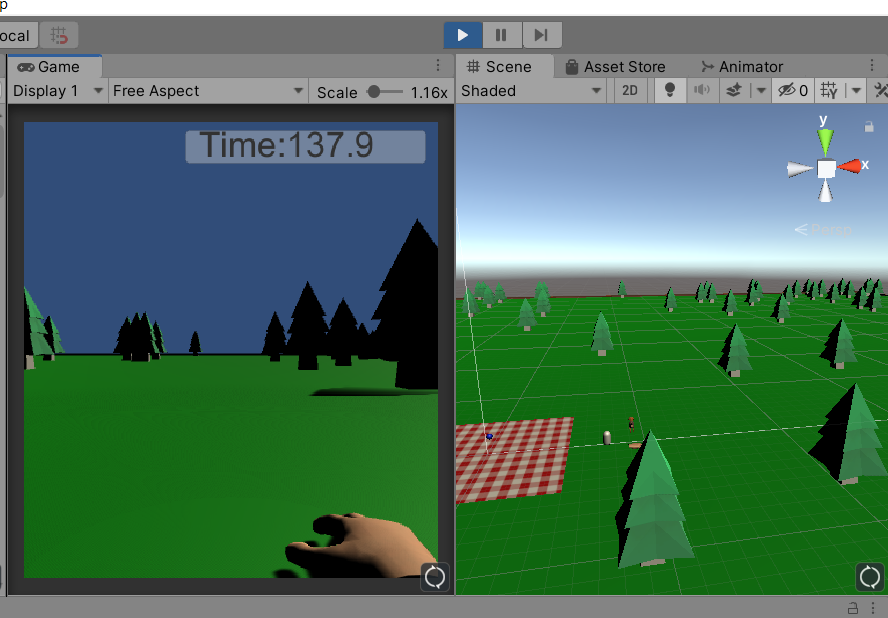 p
ocal
Game
Scene
Asset Store
Animator
Display 1
Free Aspect
Scale
1.16x
Shaded
2D
0
Time:137.9
y
x
Persp